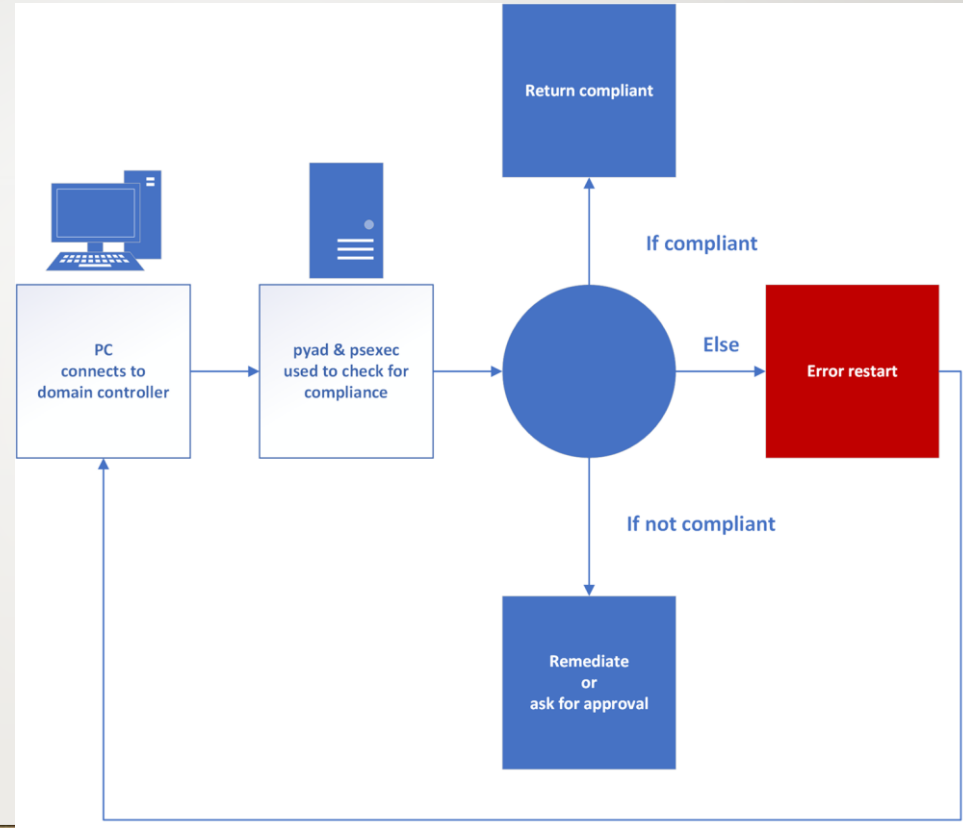 Return compliant
If compliant
PC
connects to
domain controller
pyad & psexec
used to check for
compliance
Else
Error restart
If not compliant
Remediate
or
ask for approval